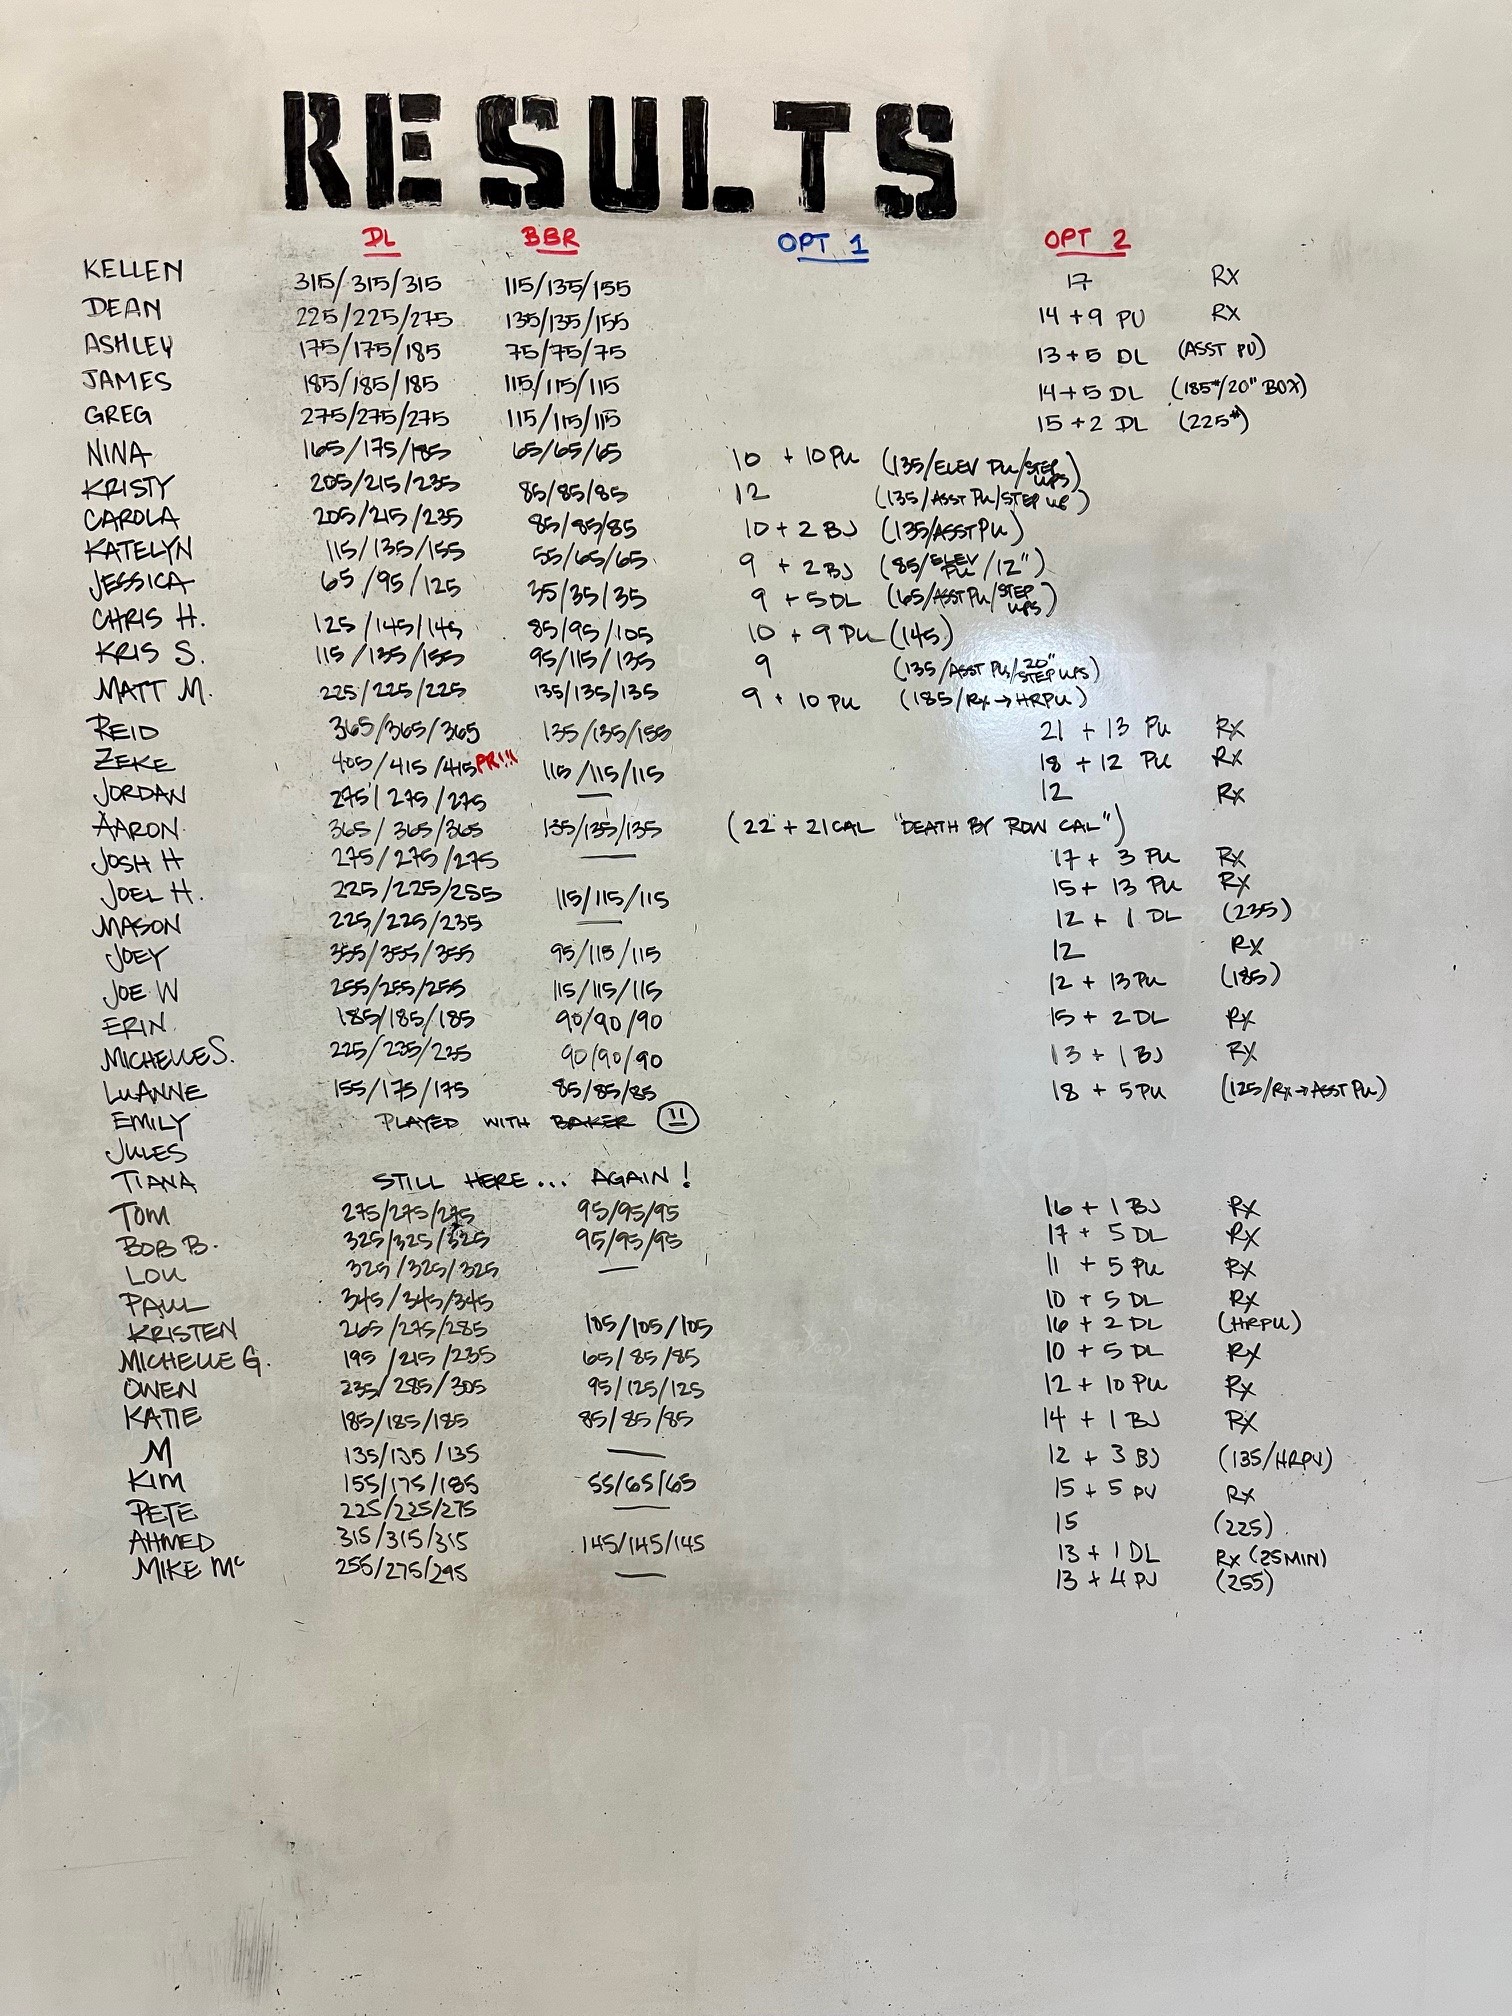 RESULTS
DL BBR OPT 1 OPT 2
KELLEN 315/315/315 115/135/155 17 RX
DEAN 225/225/275 135/135/155 14 + 9 PU RX
ASHLEY 175/175/185 75/75/75 13 + 5 DL (ASST PU)
JAMES 185/185/185 115/115/115 14 + 5 DL (185#/20" BOX)
GREG 275/275/275 115/115/115 15 + 2 DL (225#)
NINA 165/175/185 65/65/65 10 + 10 PU (135/ELEV PU/STEP UPS)
KRISTY 205/215/235 85/85/85 12 (135/ASST PU/STEP UP)
CAROLA 205/215/235 85/85/85 10 + 2 BJ (135/ASST PU)
KATELYN 115/135/155 55/65/65 9 + 2 BJ (85/ELEV PU/12")
JESSICA 65/95/125 35/35/35 9 + 5 DL (65/ASST PU/STEP UPS)
CHRIS H. 125/145/145 85/95/105 10 + 9 PU (145)
KRIS S. 115/135/155 95/115/135 9 (135/ASST PU/20" STEP UPS)
MATT M. 225/225/225 135/135/135 9 + 10 PU (185/RX→HRPU)
REID 365/365/365 135/135/155 21 + 13 PU RX
ZEKE 405/415/415 PR!!! 115/115/115 18 + 12 PU RX
JORDAN 275/275/275 — 12 RX
AARON 365/365/365 135/135/135 (22 + 21 CAL "DEATH BY ROW CAL")
JOSH H 275/275/275 — 17 + 3 PU RX
JOEL H. 225/225/255 115/115/115 15 + 13 PU RX
MASON 225/225/235 — 12 + 1 DL (235)
JOEY 355/355/355 95/115/115 12 RX
JOE W 255/255/255 115/115/115 12 + 13 PU (185)
ERIN 185/185/185 90/90/90 15 + 2 DL RX
MICHELLE S. 225/235/235 90/90/90 13 + 1 BJ RX
LUANNE 155/175/175 85/85/85 18 + 5 PU (125/RX→ASST PU)
EMILY PLAYED WITH BAKER
JULES
TIANA STILL HERE... AGAIN!
TOM 275/275/275 95/95/95 16 + 1 BJ RX
BOB B. 325/325/325 95/95/95 17 + 5 DL RX
LOU 325/325/325 — 11 + 5 PU RX
PAUL 345/345/345 10 + 5 DL RX
KRISTEN 265/275/285 105/105/105 16 + 2 DL (HRPU)
MICHELLE G. 195/215/235 65/85/85 10 + 5 DL RX
OWEN 235/285/305 95/125/125 12 + 10 PU RX
KATIE 185/185/185 85/85/85 14 + 1 BJ RX
M 135/135/135 — 12 + 3 BJ (135/HRPU)
KIM 155/175/185 55/65/65 15 + 5 PU RX
PETE 225/225/275 — 15 (225)
AHMED 315/315/315 145/145/145 13 + 1 DL RX (25MIN)
MIKE Mc 255/275/295 — 13 + 4 PU (255)
BULGER